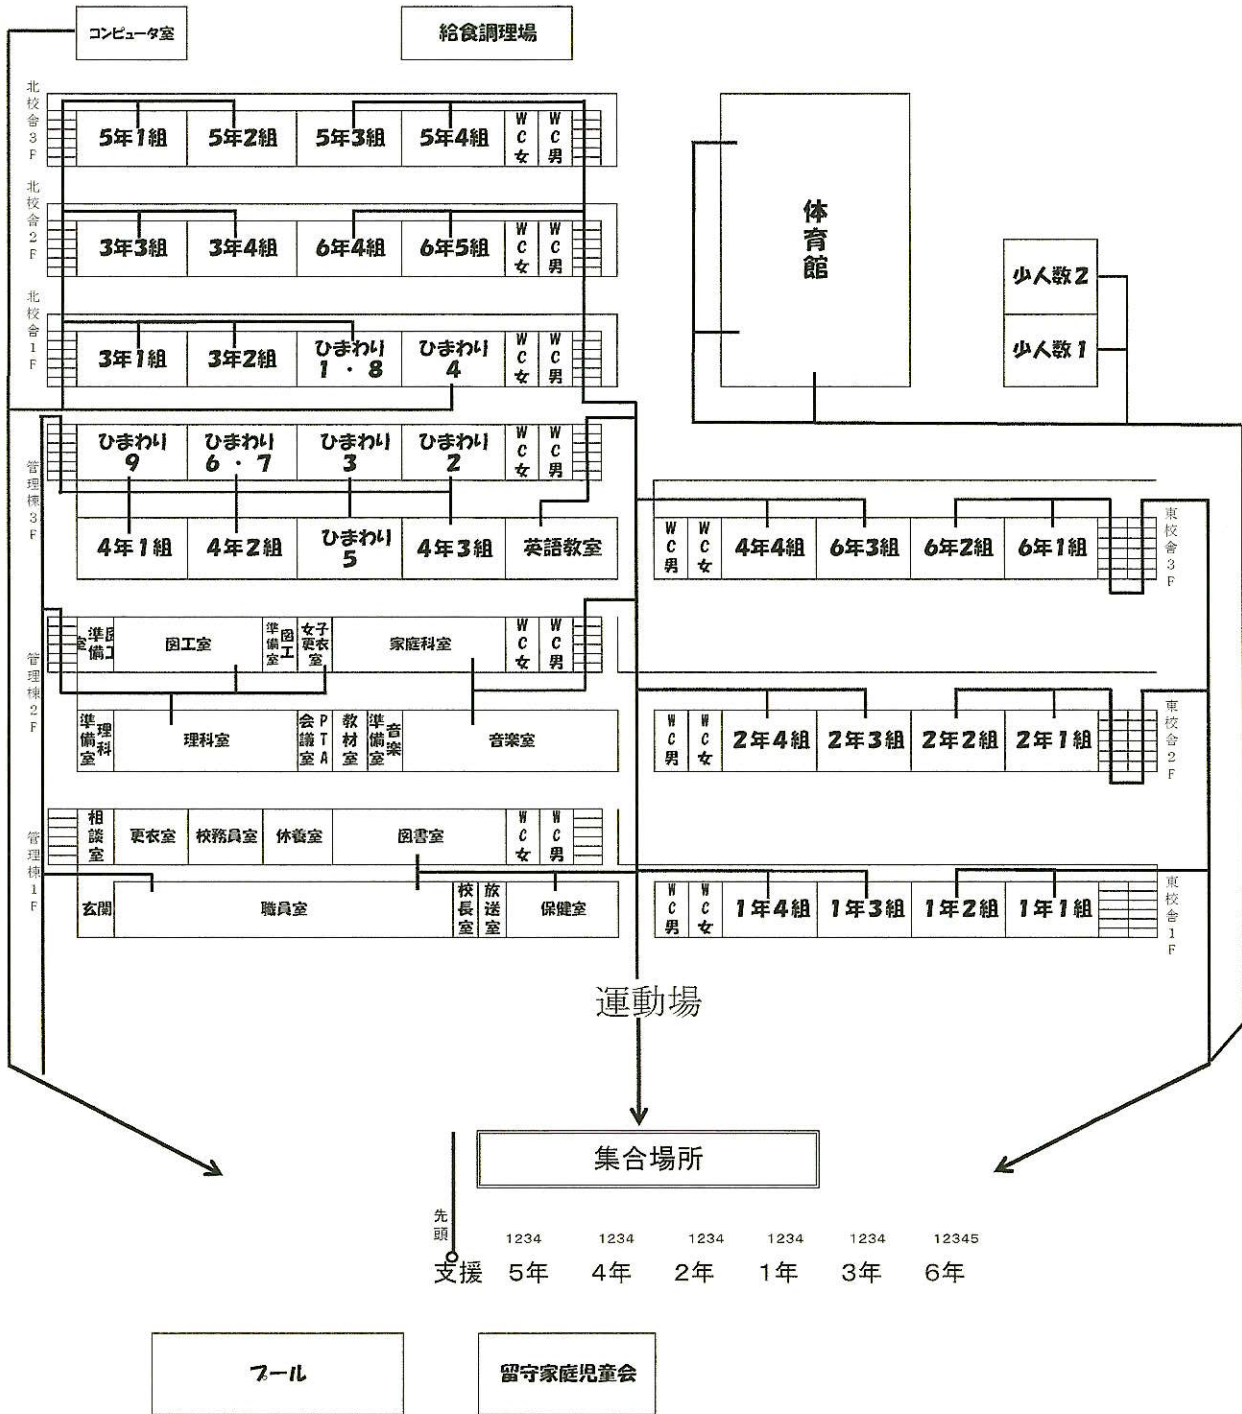 コンピュータ室
給食調理場
北校舎3F
5年1組 5年2組 5年3組 5年4組 WC女 WC男
北校舎2F
3年3組 3年4組 6年4組 6年5組 WC女 WC男
体育館
少人数2
少人数1
北校舎1F
3年1組 3年2組 ひまわり1・8 ひまわり4 WC女 WC男
管理棟3F
ひまわり9 ひまわり6・7 ひまわり3 ひまわり2 WC女 WC男
4年1組 4年2組 ひまわり5 4年3組 英語教室
WC男 WC女 4年4組 6年3組 6年2組 6年1組
東校舎3F
管理棟2F
図工準備室 図工室 図工準備室 女子更衣室 家庭科室 WC女 WC男
理科準備室 理科室 PTA会議室 教材室 音楽準備室 音楽室
WC男 WC女 2年4組 2年3組 2年2組 2年1組
東校舎2F
管理棟1F
相談室 更衣室 校務員室 休養室 図書室 WC女 WC男
玄関 職員室 校長室 放送室 保健室
WC男 WC女 1年4組 1年3組 1年2組 1年1組
東校舎1F
運動場
集合場所
先頭
1234 1234 1234 1234 1234 12345
支援 5年 4年 2年 1年 3年 6年
プール
留守家庭児童会